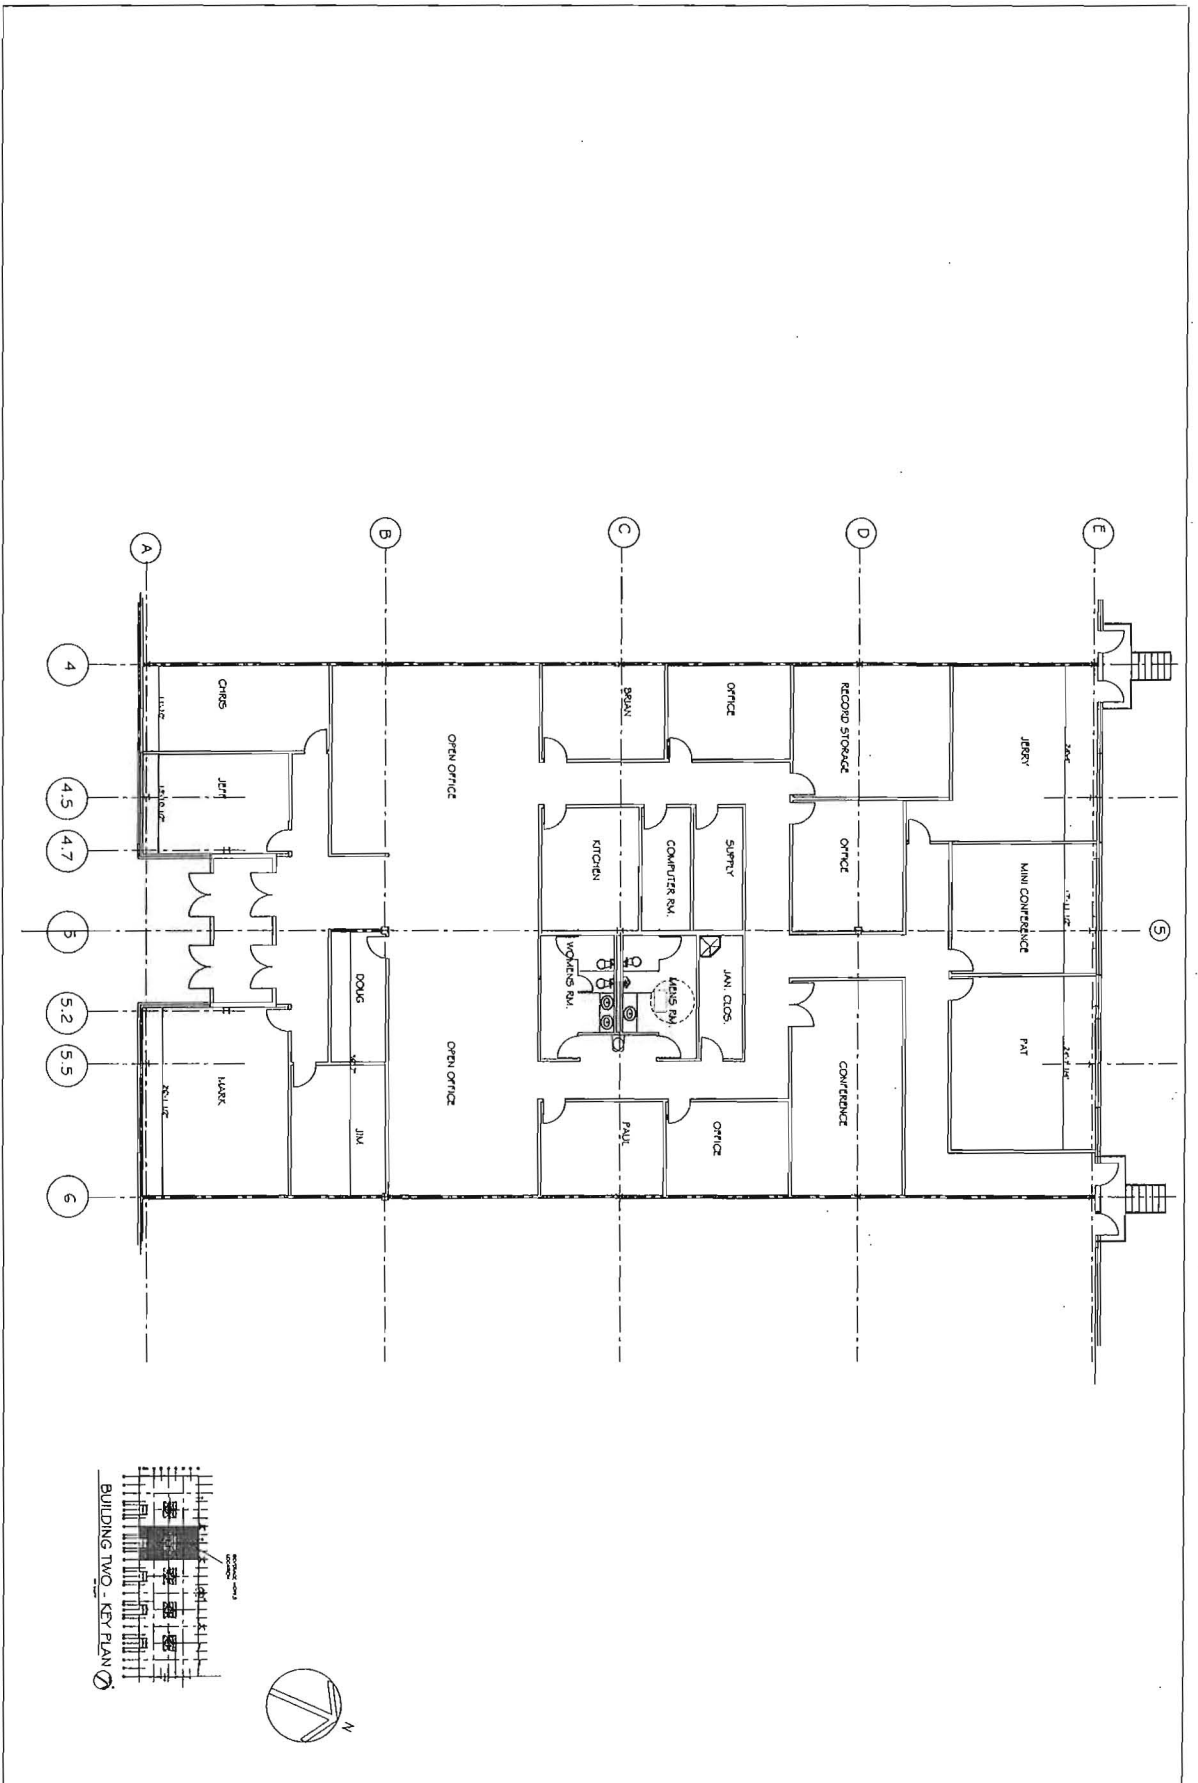 A
B
C
D
E
4
4.5
4.7
5
5.2
5.5
6
5
CHRIS
JEFF
MARK
DOUG
JIM
OPEN OFFICE
OPEN OFFICE
BRIAN
OFFICE
KITCHEN
COMPUTER RM.
SUPPLY
WOMENS RM.
MENS RM.
JAN. CLOS.
PAUL
OFFICE
RECORD STORAGE
OFFICE
CONFERENCE
JERRY
MINI CONFERENCE
PAT
BUILDING TWO - KEY PLAN
N